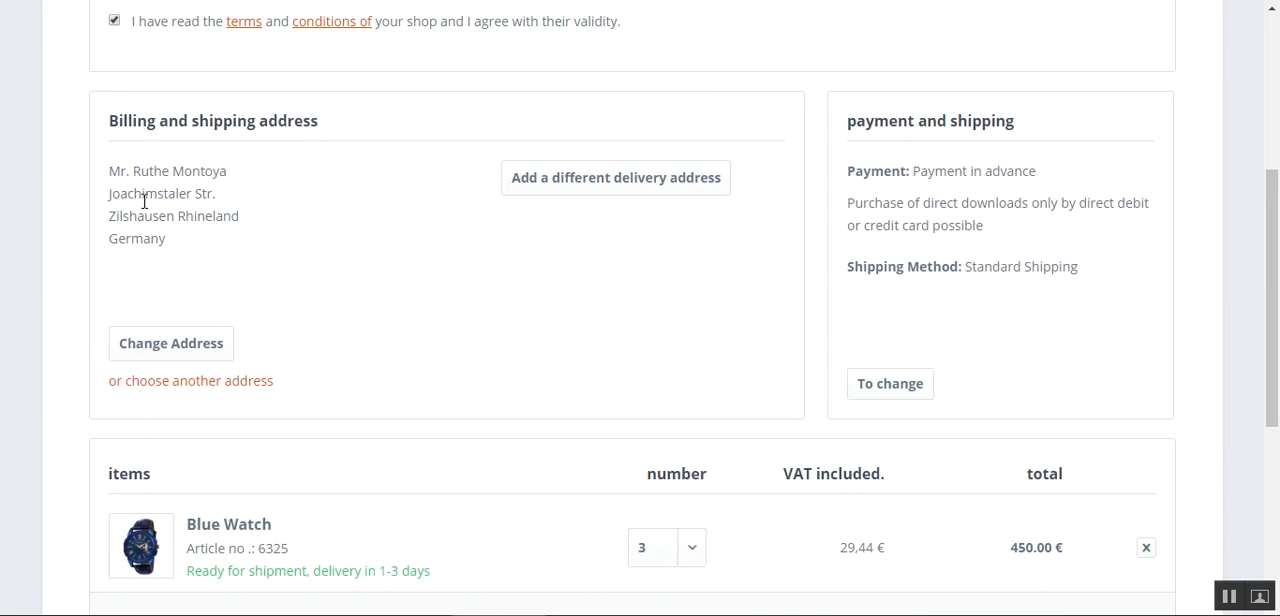 I have read the terms and conditions of your shop and I agree with their validity.
Billing and shipping address
Mr. Ruthe Montoya
Joachimstaler Str.
Zilshausen Rhineland
Germany
Add a different delivery address
Change Address
or choose another address
payment and shipping
Payment: Payment in advance
Purchase of direct downloads only by direct debit
or credit card possible
Shipping Method: Standard Shipping
To change
items number VAT included. total
Blue Watch
Article no .: 6325
Ready for shipment, delivery in 1-3 days
3 29,44 € 450.00 € x